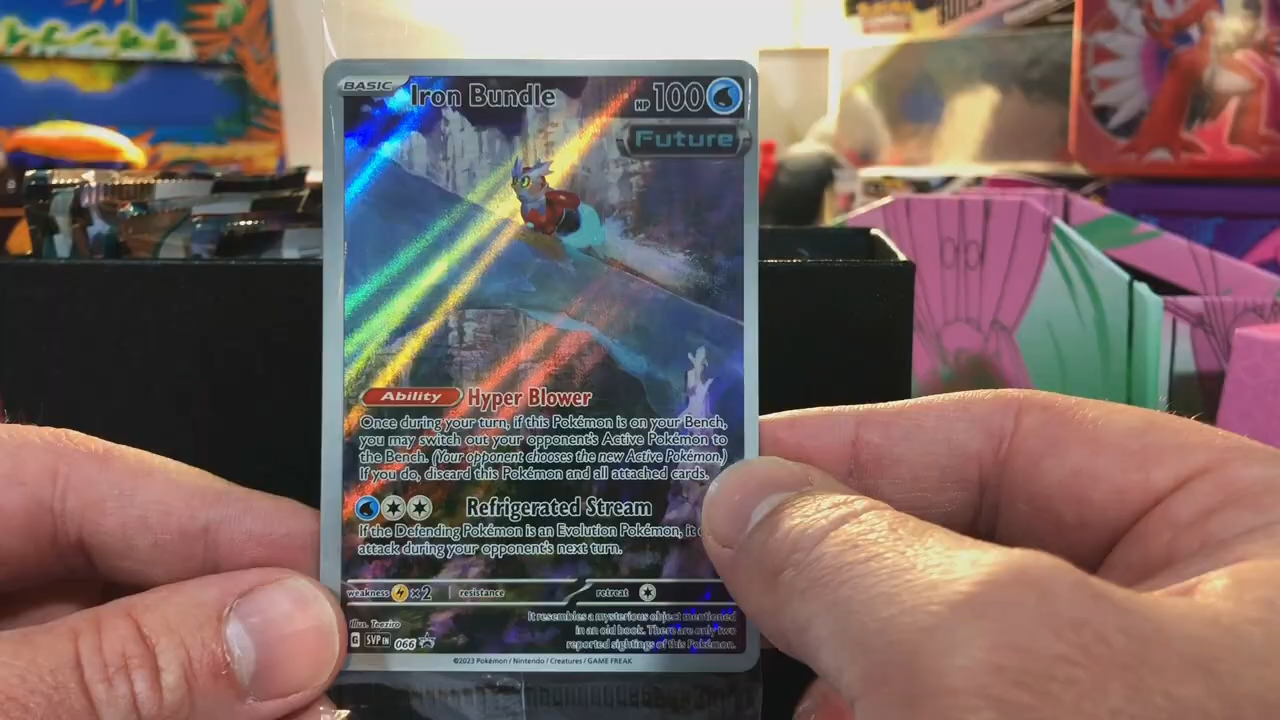 BASIC Iron Bundle HP 100
Future
Ability Hyper Blower
Once during your turn, if this Pokémon is on your Bench,
you may switch out your opponent's Active Pokémon to
the Bench. (Your opponent chooses the new Active Pokémon.)
If you do, discard this Pokémon and all attached cards.
Refrigerated Stream
If the Defending Pokémon is an Evolution Pokémon, it
attack during your opponent's next turn.
weakness ×2 resistance retreat
It resembles a mysterious object mentioned
in an old book. There are only two
reported sightings of this Pokémon.
Illus. Teeziro
G SVP EN 066
©2023 Pokémon / Nintendo / Creatures / GAME FREAK